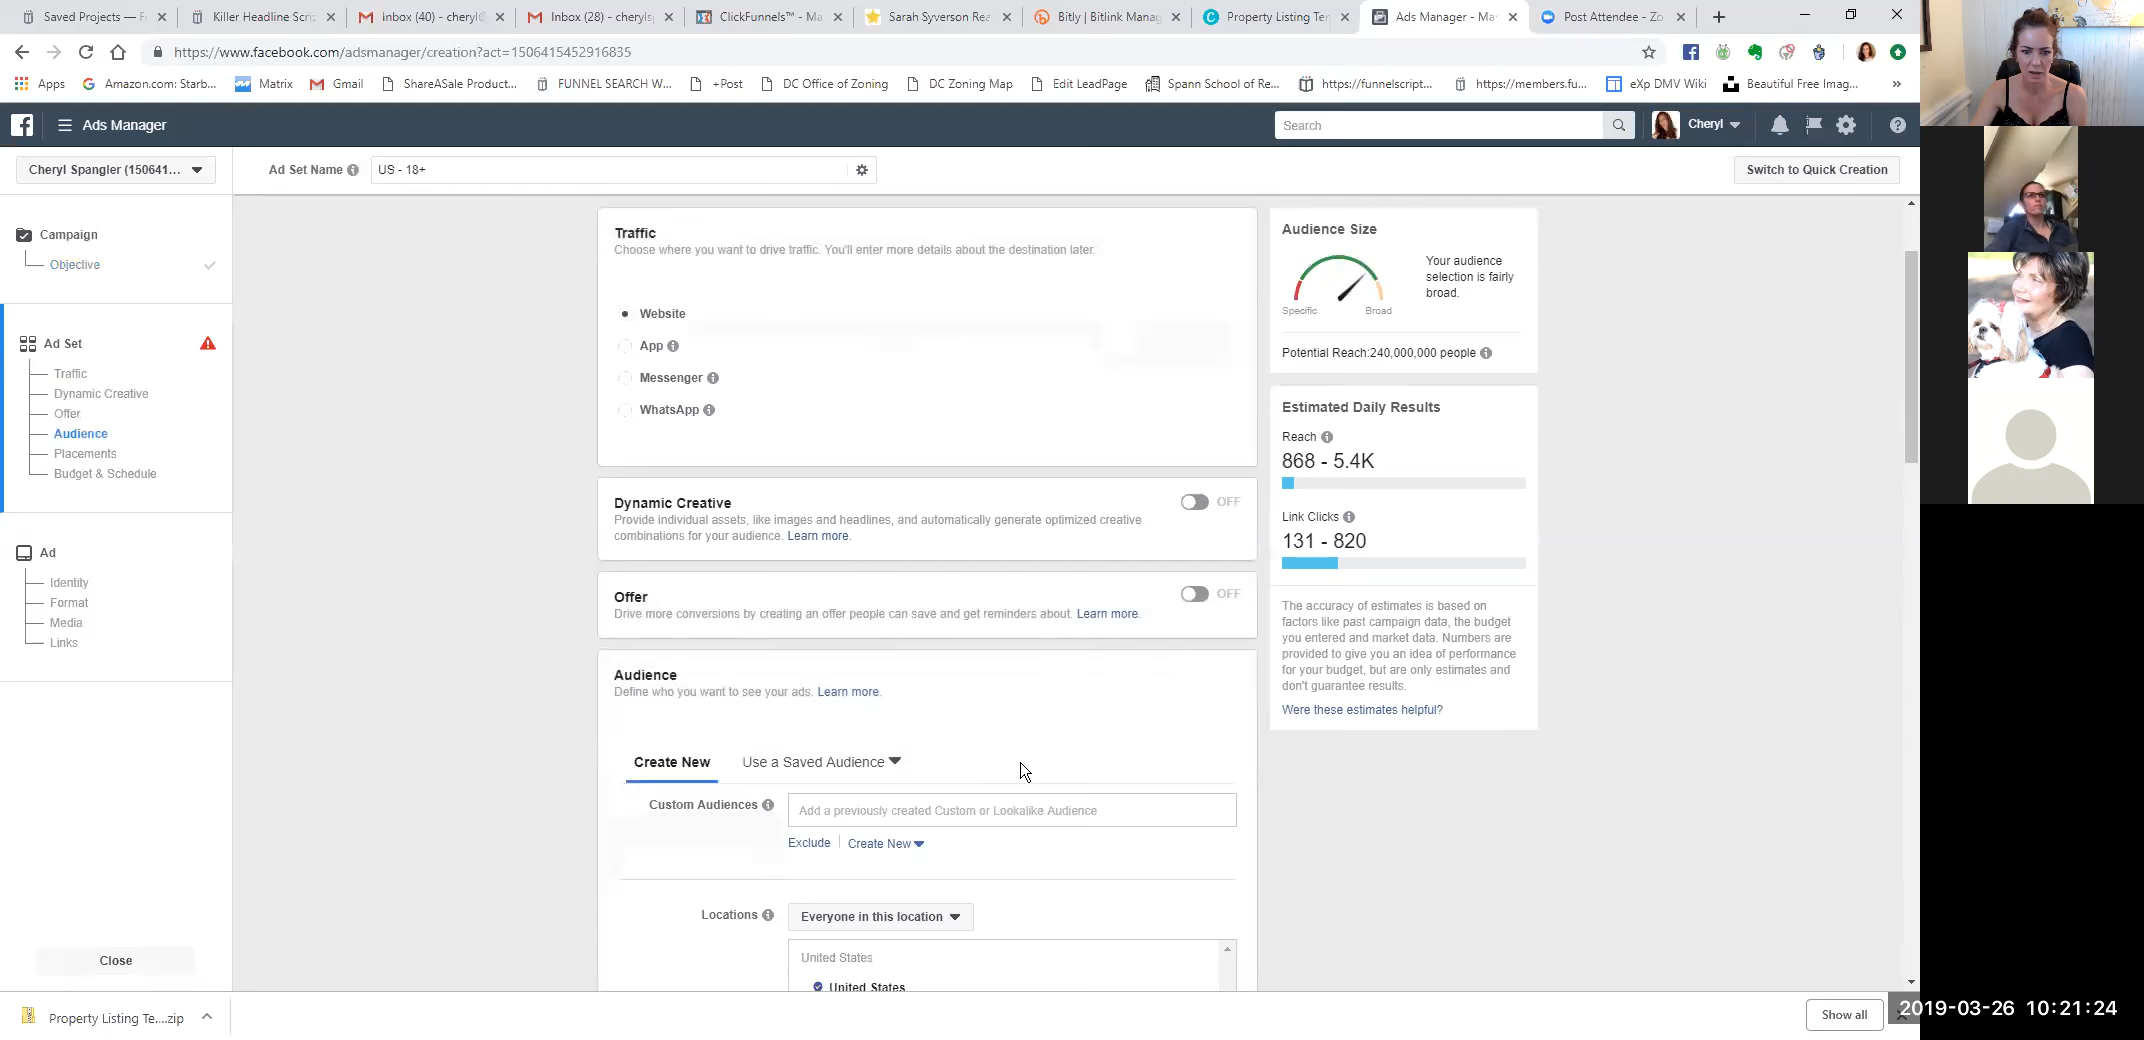 Saved Projects — F
Killer Headline Scri
Inbox (40) - cheryl@
Inbox (28) - cheryls
ClickFunnels™ - Ma
Sarah Syverson Rea
Bitly | Bitlink Manag
Property Listing Ter
Ads Manager - Ma
Post Attendee - Zo
https://www.facebook.com/adsmanager/creation?act=1506415452916835
Apps
Amazon.com: Starb...
Matrix
Gmail
ShareASale Product...
FUNNEL SEARCH W...
+Post
DC Office of Zoning
DC Zoning Map
Edit LeadPage
Spann School of Re...
https://funnelscript...
https://members.fu...
eXp DMV Wiki
Beautiful Free Imag...
»
Ads Manager
Search
Cheryl
Cheryl Spangler (150641...
Ad Set Name
US - 18+
Switch to Quick Creation
Campaign
Objective
Ad Set
Traffic
Dynamic Creative
Offer
Audience
Placements
Budget & Schedule
Ad
Identity
Format
Media
Links
Close
Traffic
Choose where you want to drive traffic. You'll enter more details about the destination later.
Website
App
Messenger
WhatsApp
Dynamic Creative
OFF
Provide individual assets, like images and headlines, and automatically generate optimized creative
combinations for your audience. Learn more.
Offer
OFF
Drive more conversions by creating an offer people can save and get reminders about. Learn more.
Audience
Define who you want to see your ads. Learn more.
Create New
Use a Saved Audience
Custom Audiences
Add a previously created Custom or Lookalike Audience
Exclude
Create New
Locations
Everyone in this location
United States
United States
Audience Size
Your audience
selection is fairly
broad.
Specific
Broad
Potential Reach:240,000,000 people
Estimated Daily Results
Reach
868 - 5.4K
Link Clicks
131 - 820
The accuracy of estimates is based on
factors like past campaign data, the budget
you entered and market data. Numbers are
provided to give you an idea of performance
for your budget, but are only estimates and
don't guarantee results.
Were these estimates helpful?
Property Listing Te....zip
Show all
2019-03-26 10:21:24